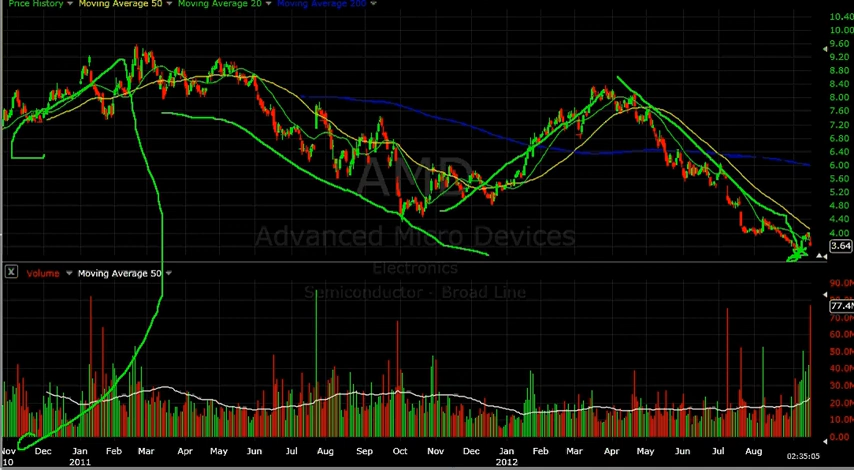 Price History Moving Average 50 Moving Average 20 Moving Average 200
10.40
10.00
9.60
9.20
8.80
8.40
8.00
7.60
7.20
6.80
6.40
6.00
5.60
5.20
4.80
4.40
4.00
3.64
AMD
Advanced Micro Devices
Electronics
Semiconductor - Broad Line
X Volume Moving Average 50
90.0M
77.4M
70.0M
60.0M
50.0M
40.0M
30.0M
20.0M
10.0M
0.00
Nov Dec Jan Feb Mar Apr May Jun Jul Aug Sep Oct Nov Dec Jan Feb Mar Apr May Jun Jul Aug
10 2011 2012
02:35:05